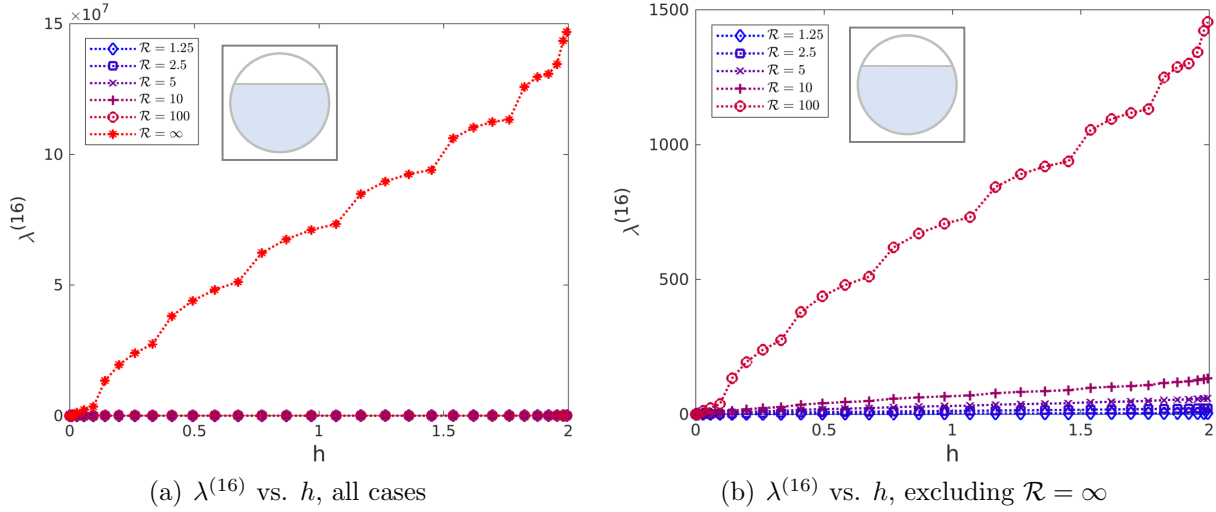 ×10⁷
15
10
5
0
λ⁽¹⁶⁾
R = 1.25
R = 2.5
R = 5
R = 10
R = 100
R = ∞
0 0.5 1 1.5 2
h
(a) λ⁽¹⁶⁾ vs. h, all cases
1500
1000
500
0
λ⁽¹⁶⁾
R = 1.25
R = 2.5
R = 5
R = 10
R = 100
0 0.5 1 1.5 2
h
(b) λ⁽¹⁶⁾ vs. h, excluding R = ∞